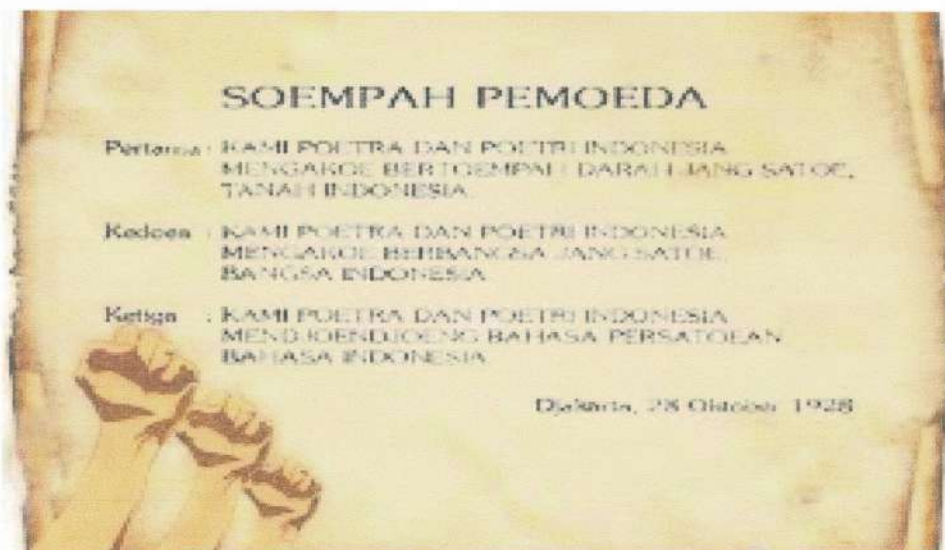 SOEMPAH PEMOEDA
Pertama : KAMI POETRA DAN POETRI INDONESIA
MENGAKOE BERTOEMPAH DARAH JANG SATOE,
TANAH INDONESIA
Kedoea : KAMI POETRA DAN POETRI INDONESIA
MENGAKOE BERBANGSA JANG SATOE,
BANGSA INDONESIA
Ketiga : KAMI POETRA DAN POETRI INDONESIA
MENDJOENDJOENG BAHASA PERSATOEAN
BAHASA INDONESIA
Djakarta, 28 Oktober 1928